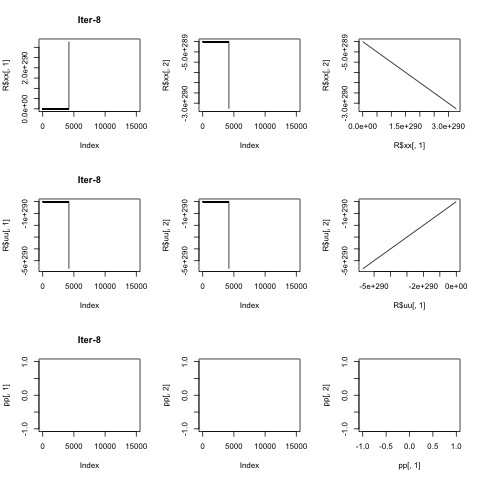 Iter-8
R$xx[, 1]
0.0e+00 2.0e+290
0 5000 10000 15000
Index
R$xx[, 2]
-3.0e+290 -5.0e+289
0 5000 10000 15000
Index
R$xx[, 2]
-3.0e+290 -5.0e+289
0.0e+00 1.5e+290 3.0e+290
R$xx[, 1]
Iter-8
R$uu[, 1]
-5e+290 -1e+290
0 5000 10000 15000
Index
R$uu[, 2]
-5e+290 -1e+290
0 5000 10000 15000
Index
R$uu[, 2]
-5e+290 -1e+290
-5e+290 -2e+290 0e+00
R$uu[, 1]
Iter-8
pp[, 1]
-1.0 0.0 1.0
0 5000 10000 15000
Index
pp[, 2]
-1.0 0.0 1.0
0 5000 10000 15000
Index
pp[, 2]
-1.0 0.0 1.0
-1.0 -0.5 0.0 0.5 1.0
pp[, 1]